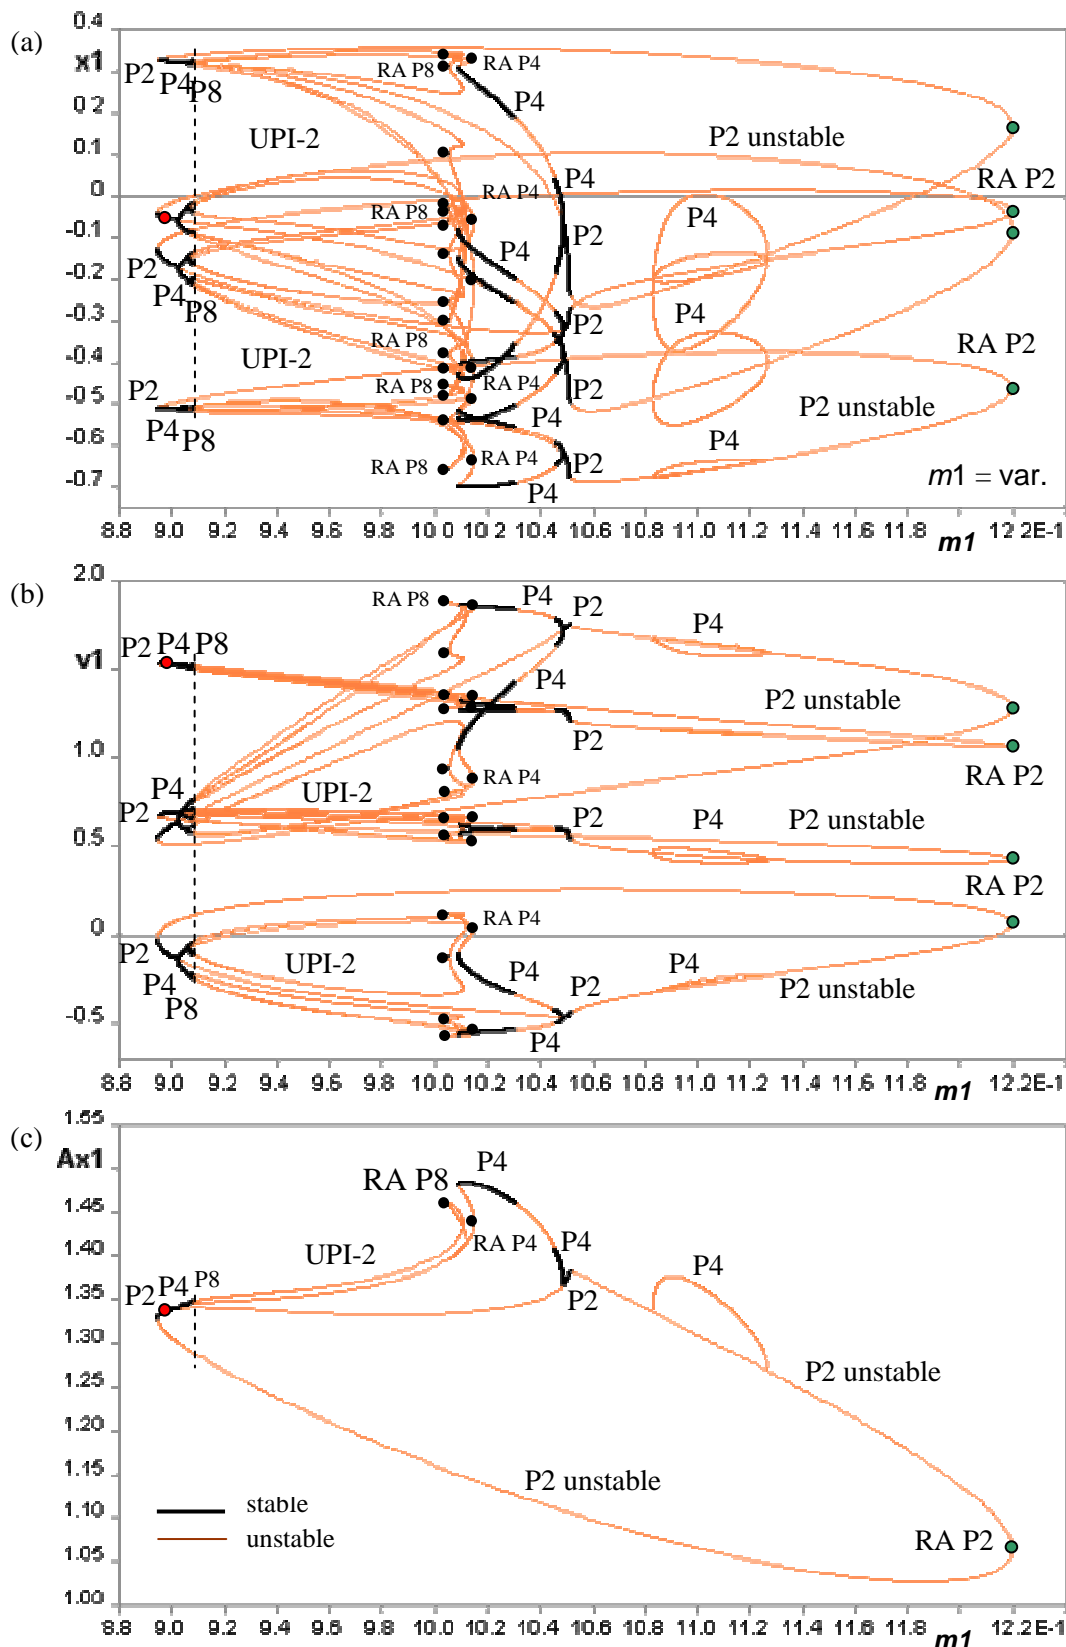 (a)
0.4
x1
0.3
0.2
0.1
0
-0.1
-0.2
-0.3
-0.4
-0.5
-0.6
-0.7
P2
P4
P8
UPI-2
RA P8
RA P4
P4
P2 unstable
RA P2
P4
RA P4
RA P8
P4
P2
P4
P2
P4
P8
P4
P2
RA P8
UPI-2
RA P2
P2
RA P4
RA P8
P2
P2 unstable
P4
P8
P4
P4
RA P4
RA P8
P2
P4
m1 = var.
8.8 9.0 9.2 9.4 9.6 9.8 10.0 10.2 10.4 10.6 10.8 11.0 11.2 11.4 11.6 11.8 12.2E-1
m1
(b)
2.0
v1
1.0
0.5
0
-0.5
RA P8
P4
P2
P4
P2
P4
P8
P4
P2 unstable
P2
RA P4
RA P2
P4
UPI-2
P2
P2
P4
P2 unstable
RA P2
RA P4
P2
UPI-2
P4
P2
P4
P4
P8
P2 unstable
P4
8.8 9.0 9.2 9.4 9.6 9.8 10.0 10.2 10.4 10.6 10.8 11.0 11.2 11.4 11.6 11.8 12.2E-1
m1
(c)
1.55
Ax1
1.45
1.40
1.35
1.30
1.25
1.20
1.15
1.10
1.05
1.00
P4
RA P8
RA P4
P4
UPI-2
P4
P2
P4
P8
P2
P2 unstable
P2 unstable
stable
unstable
RA P2
8.8 9.0 9.2 9.4 9.6 9.8 10.0 10.2 10.4 10.6 10.8 11.0 11.2 11.4 11.6 11.8 12.2E-1
m1